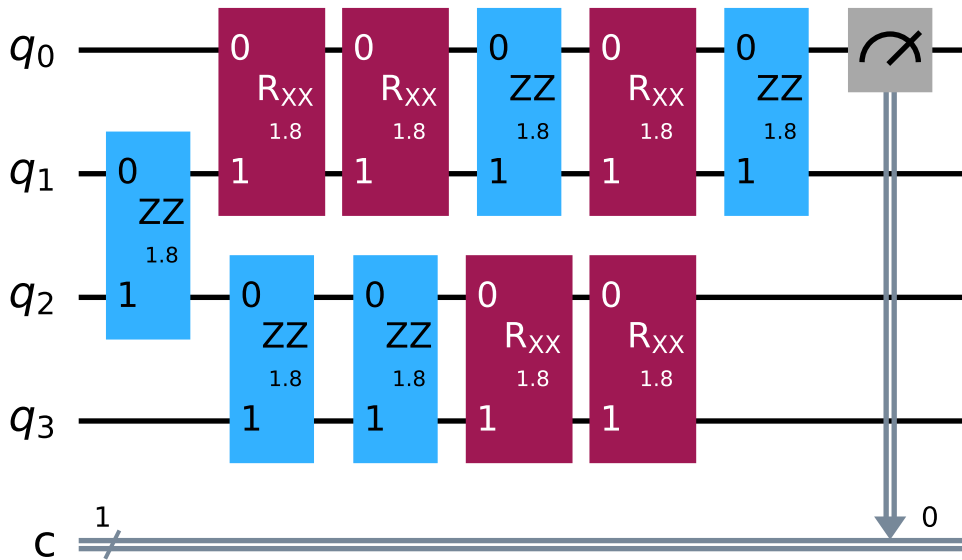 q0 0 RXX 1.8 1 0 RXX 1.8 1 0 ZZ 1.8 1 0 RXX 1.8 1 0 ZZ 1.8 1
q1 0 ZZ 1.8 1
q2 0 ZZ 1.8 1 0 ZZ 1.8 1 0 RXX 1.8 1 0 RXX 1.8 1
q3
c 1 0